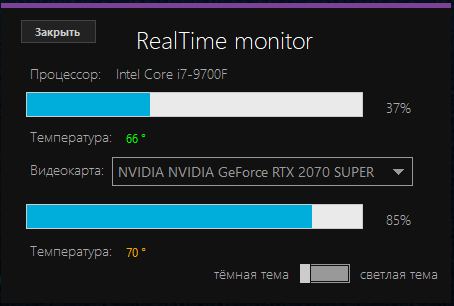 Закрыть
RealTime monitor
Процессор: Intel Core i7-9700F
37%
Температура: 66 °
Видеокарта: NVIDIA NVIDIA GeForce RTX 2070 SUPER
85%
Температура: 70 °
тёмная тема светлая тема